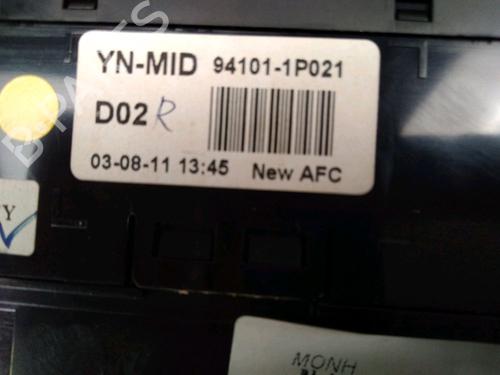 YN-MID 94101-1P021
D02 R
03-08-11 13:45 New AFC
MONH